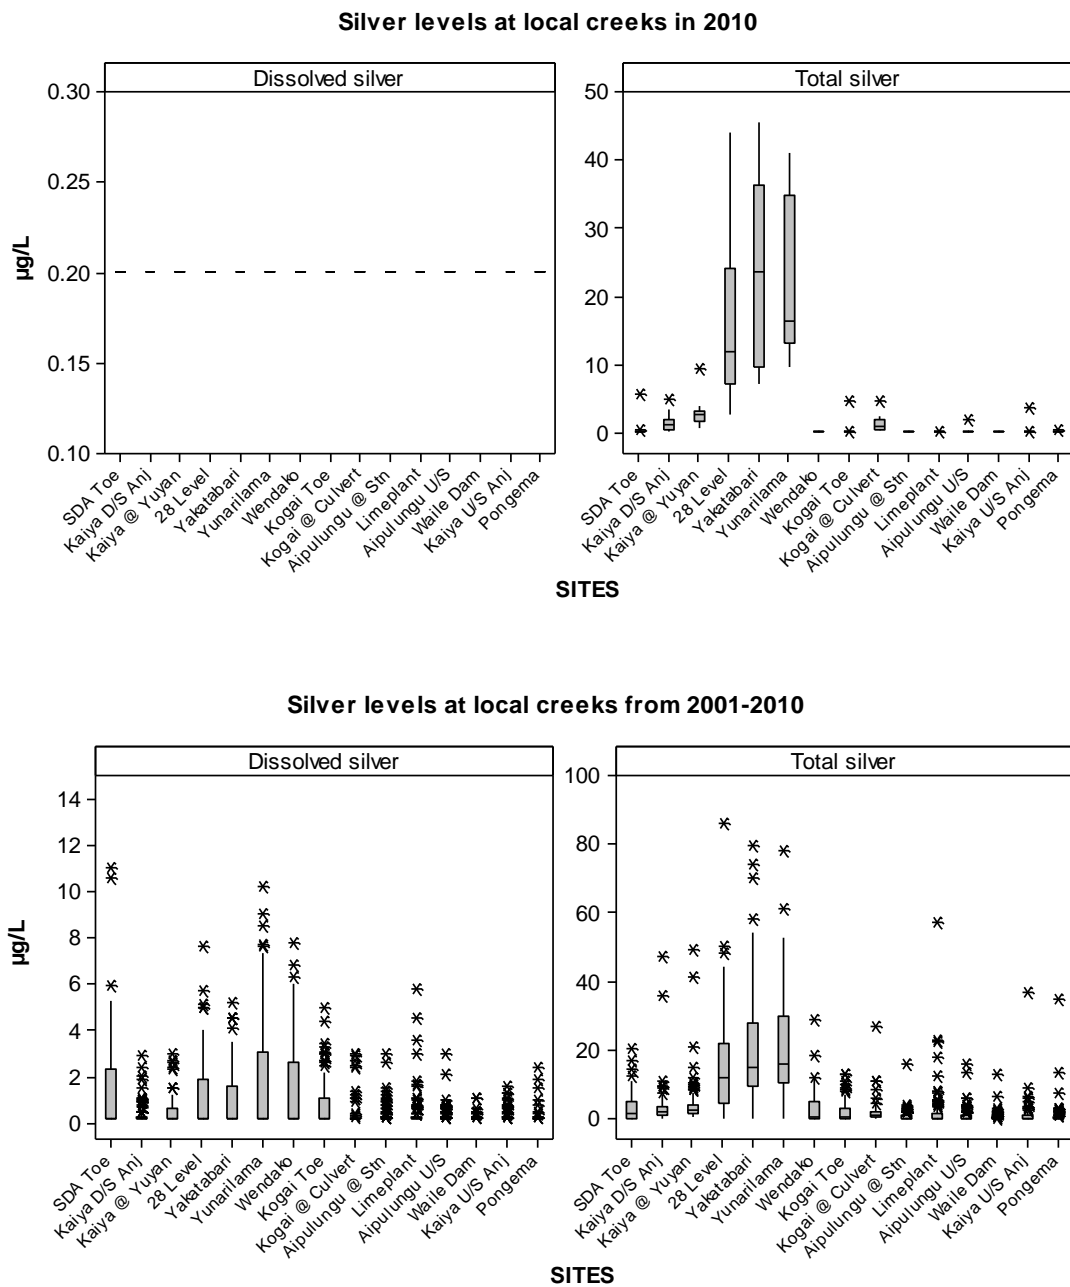 Silver levels at local creeks in 2010
Dissolved silver
Total silver
µg/L
0.30
0.25
0.20
0.15
0.10
50
40
30
20
10
0
SDA Toe
Kaiya D/S Anj
Kaiya @ Yuyan
28 Level
Yakatabari
Yunarilama
Wendako
Kogai Toe
Kogai @ Culvert
Aipulungu @ Stn
Limeplant
Aipulungu U/S
Waile Dam
Kaiya U/S Anj
Pongema
SDA Toe
Kaiya D/S Anj
Kaiya @ Yuyan
28 Level
Yakatabari
Yunarilama
Wendako
Kogai Toe
Kogai @ Culvert
Aipulungu @ Stn
Limeplant
Aipulungu U/S
Waile Dam
Kaiya U/S Anj
Pongema
SITES
Silver levels at local creeks from 2001-2010
Dissolved silver
Total silver
µg/L
14
12
10
8
6
4
2
0
100
80
60
40
20
0
SDA Toe
Kaiya D/S Anj
Kaiya @ Yuyan
28 Level
Yakatabari
Yunarilama
Wendako
Kogai Toe
Kogai @ Culvert
Aipulungu @ Stn
Limeplant
Aipulungu U/S
Waile Dam
Kaiya U/S Anj
Pongema
SDA Toe
Kaiya D/S Anj
Kaiya @ Yuyan
28 Level
Yakatabari
Yunarilama
Wendako
Kogai Toe
Kogai @ Culvert
Aipulungu @ Stn
Limeplant
Aipulungu U/S
Waile Dam
Kaiya U/S Anj
Pongema
SITES